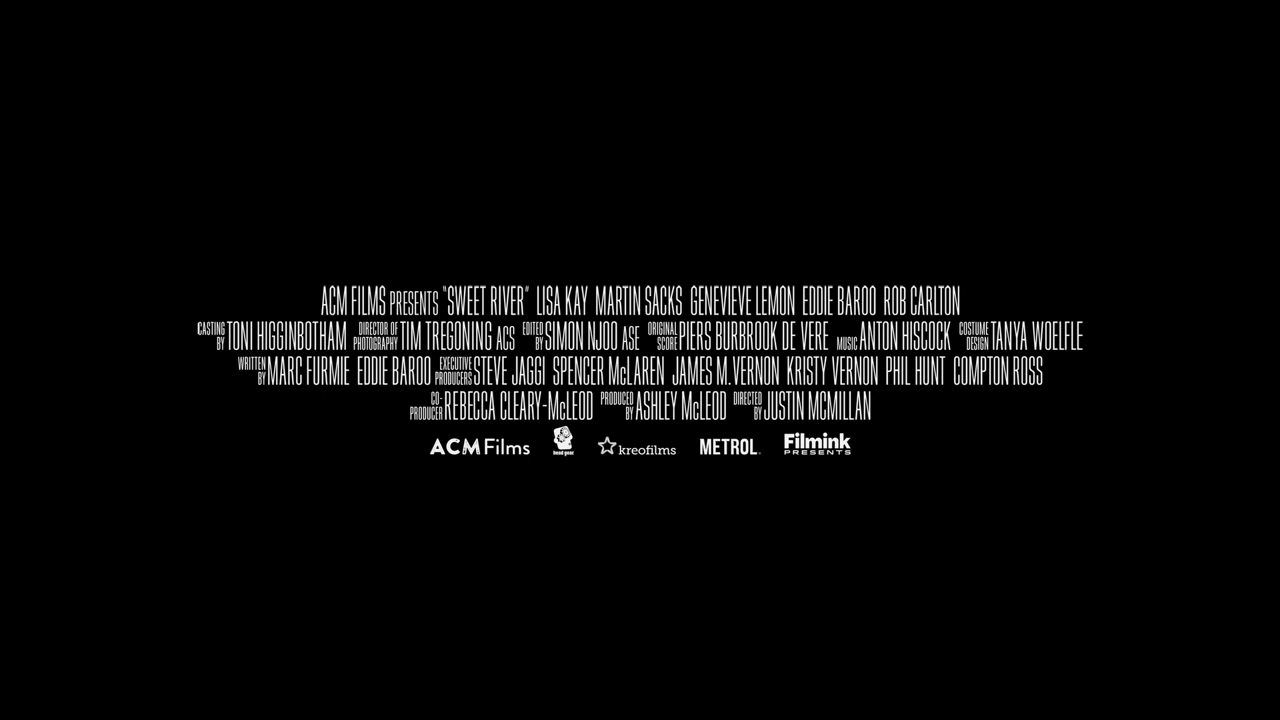 ACM FILMS PRESENTS "SWEET RIVER" LISA KAY MARTIN SACKS GENEVIEVE LEMON EDDIE BAROO ROB CARLTON
CASTING BY TONI HIGGINBOTHAM DIRECTOR OF PHOTOGRAPHY TIM TREGONING ACS EDITED BY SIMON NJOO ASE ORIGINAL SCORE PIERS BURBROOK DE VERE MUSIC ANTON HISCOCK COSTUME DESIGN TANYA WOELFLE
WRITTEN BY MARC FURMIE EDDIE BAROO EXECUTIVE PRODUCERS STEVE JAGGI SPENCER McLAREN JAMES M. VERNON KRISTY VERNON PHIL HUNT COMPTON ROSS
CO-PRODUCER REBECCA CLEARY-McLEOD PRODUCED BY ASHLEY McLEOD DIRECTED BY JUSTIN MCMILLAN
ACM Films head gear kreofilms METROL. Filmink PRESENTS